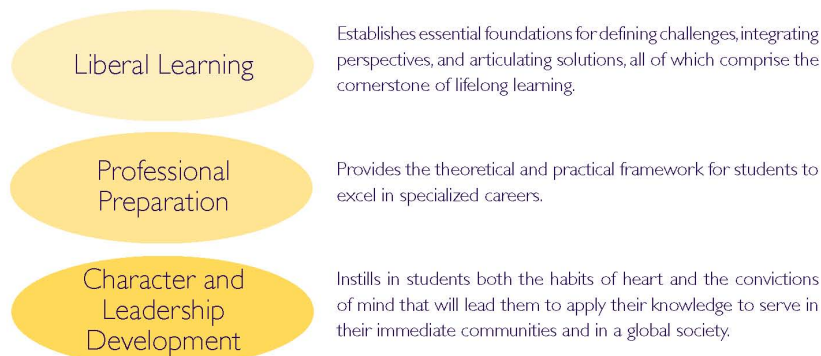 Liberal Learning
Establishes essential foundations for defining challenges, integrating
perspectives, and articulating solutions, all of which comprise the
cornerstone of lifelong learning.
Professional
Preparation
Provides the theoretical and practical framework for students to
excel in specialized careers.
Character and
Leadership
Development
Instills in students both the habits of heart and the convictions
of mind that will lead them to apply their knowledge to serve in
their immediate communities and in a global society.